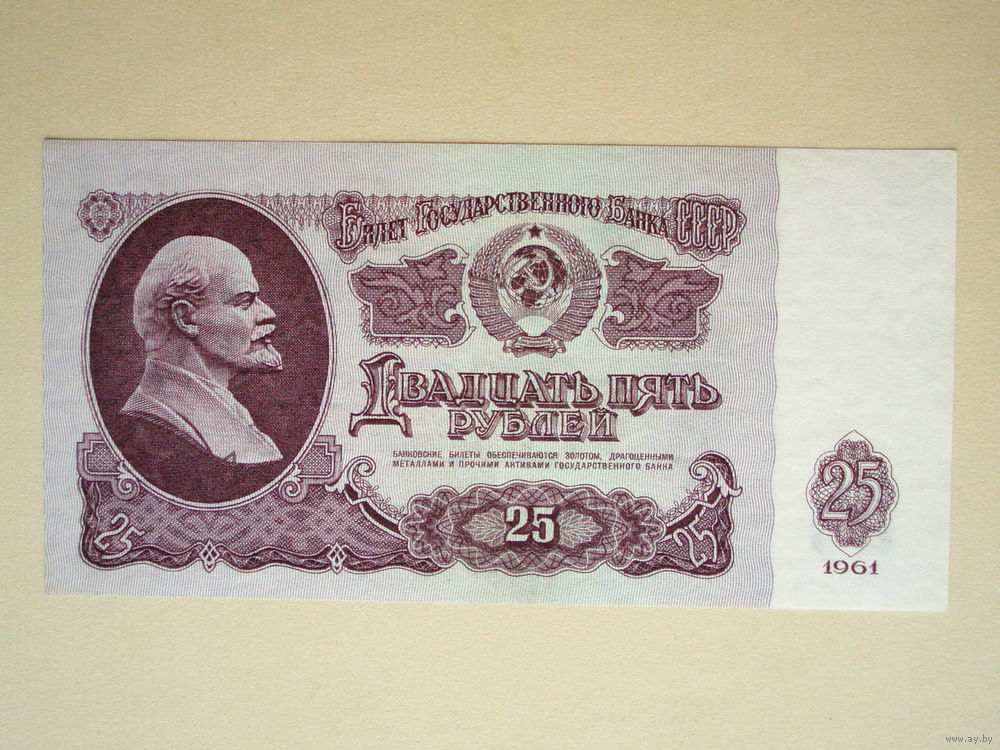 Билет Государственного Банка СССР
Двадцать пять
рублей
БАНКОВСКИЕ БИЛЕТЫ ОБЕСПЕЧИВАЮТСЯ ЗОЛОТОМ, ДРАГОЦЕННЫМИ
МЕТАЛЛАМИ И ПРОЧИМИ АКТИВАМИ ГОСУДАРСТВЕННОГО БАНКА
25
25
25
25
1961
www.ay.by